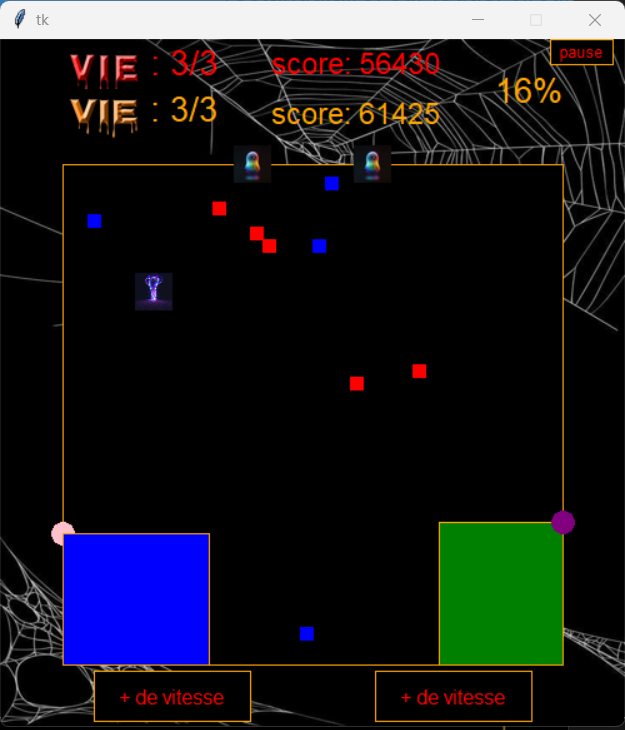 tk
pause
VIE : 3/3 score: 56430
VIE : 3/3 score: 61425
16%
+ de vitesse
+ de vitesse